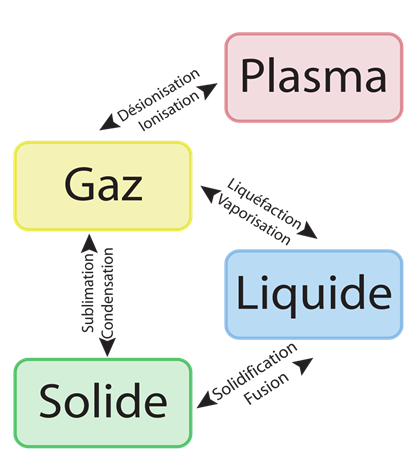 Plasma
Désionisation
Ionisation
Gaz
Liquéfaction
Vaporisation
Sublimation
Condensation
Liquide
Solidification
Fusion
Solide